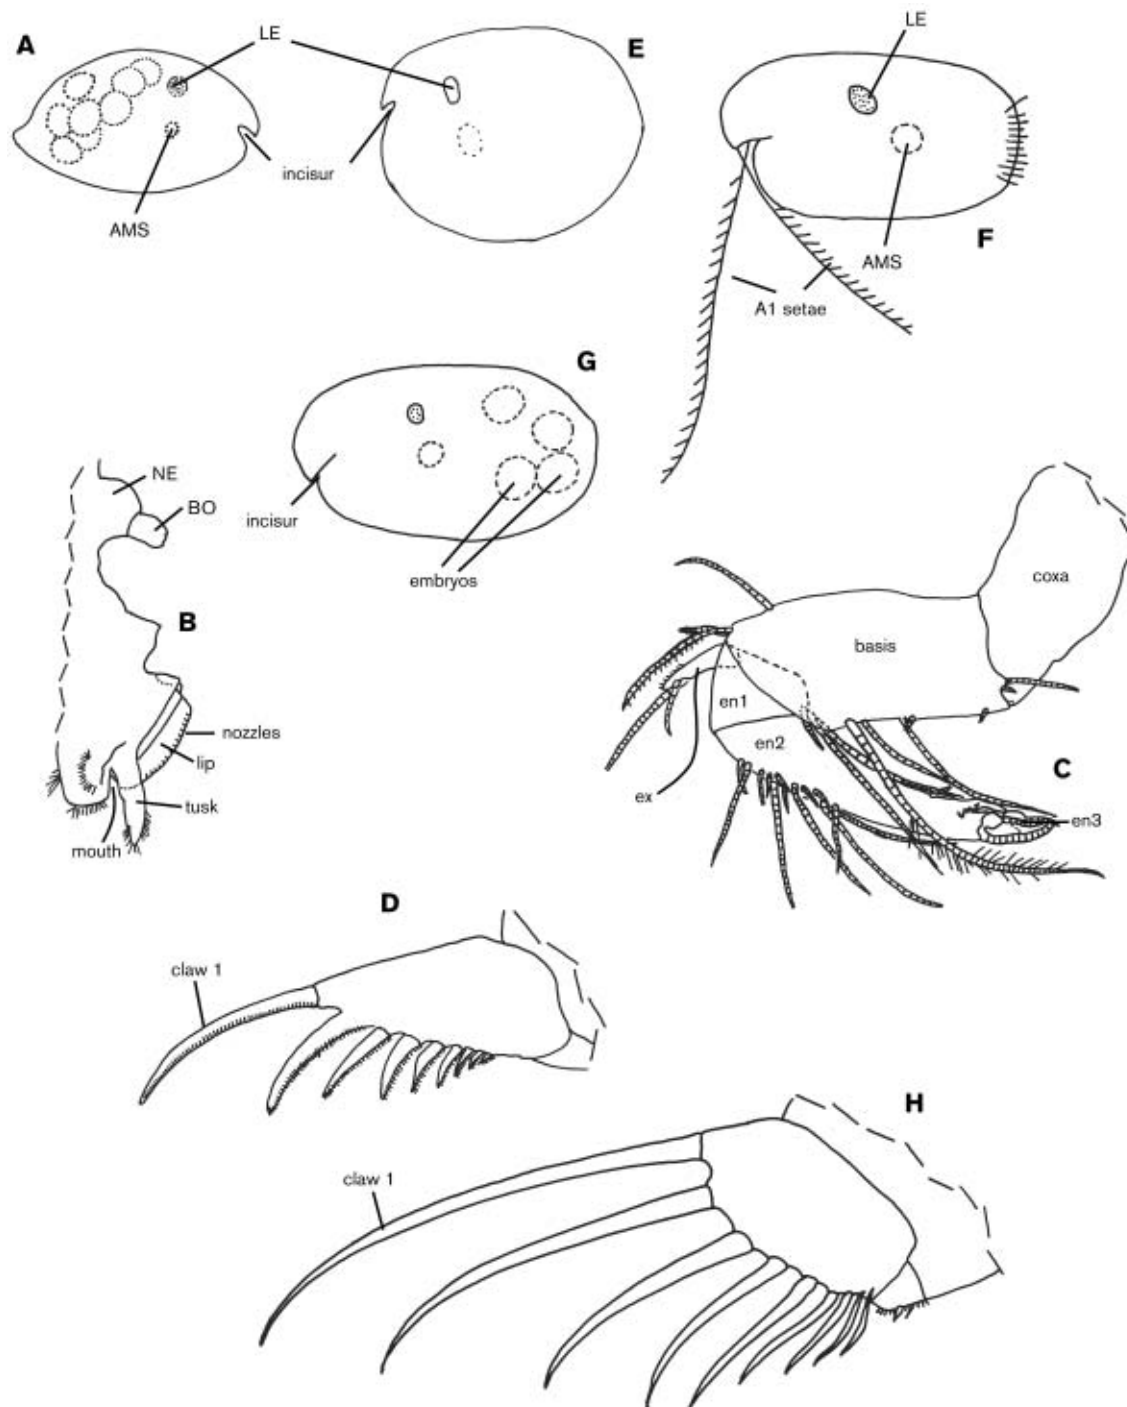 A
LE
E
LE
incisur
AMS
AMS
F
A1 setae
G
NE
BO
incisur
embryos
coxa
B
basis
en1
nozzles
en2
lip
C
tusk
ex
en3
mouth
D
claw 1
H
claw 1